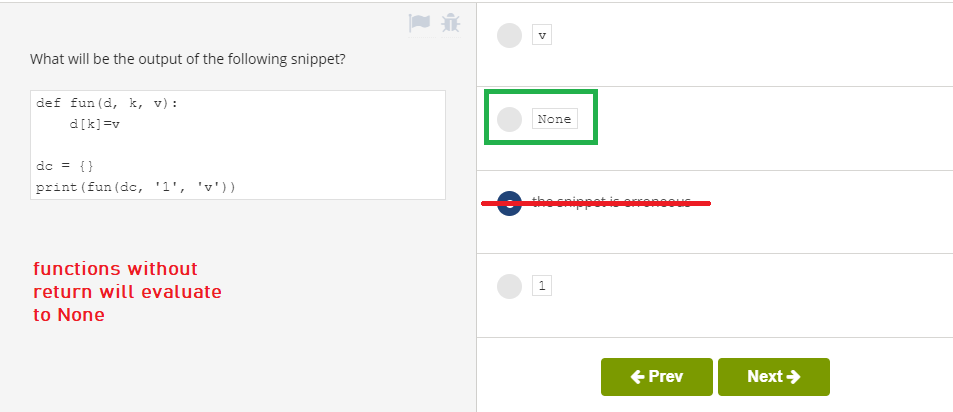 What will be the output of the following snippet?
def fun(d, k, v):
    d[k]=v
dc = {}
print(fun(dc, '1', 'v'))
functions without
return will evaluate
to None
v
None
the snippet is erroneous
1
Prev
Next